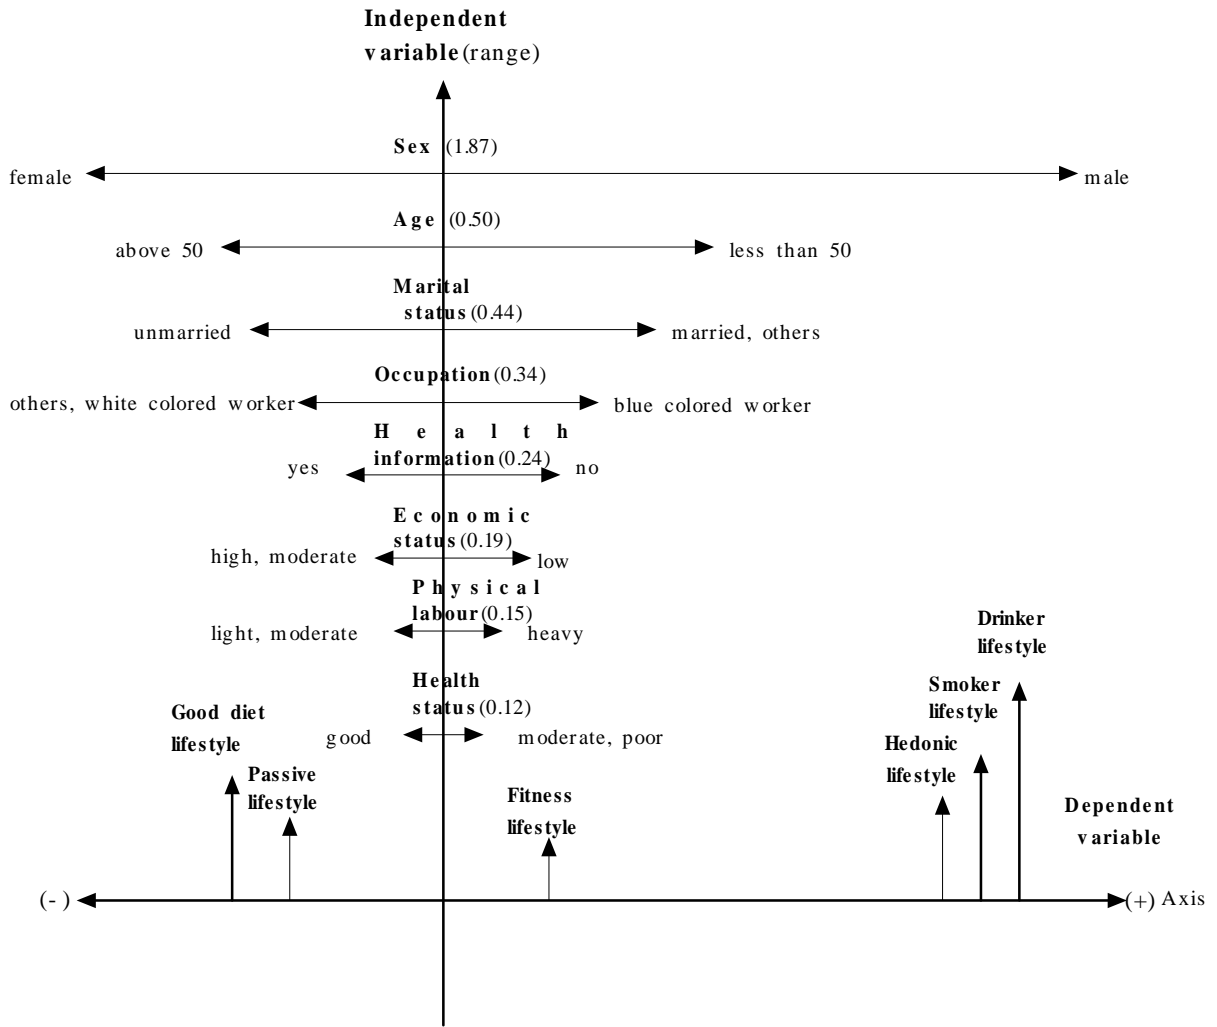 Independent
variable (range)
Sex (1.87)
female
male
Age (0.50)
above 50
less than 50
Marital
status (0.44)
unmarried
married, others
Occupation (0.34)
others, white colored worker
blue colored worker
Health
information (0.24)
yes
no
Economic
status (0.19)
high, moderate
low
Physical
labour (0.15)
light, moderate
heavy
Drinker
lifestyle
Health
status (0.12)
good
moderate, poor
Smoker
lifestyle
Good diet
lifestyle
Hedonic
lifestyle
Passive
lifestyle
Fitness
lifestyle
Dependent
variable
(-)
(+) Axis